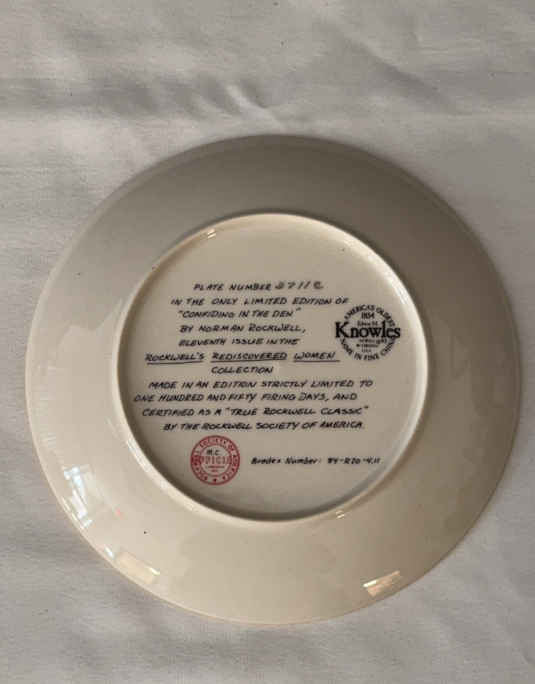 PLATE NUMBER
IN THE ONLY LIMITED EDITION OF
"CONFIDING IN THE DEN"
BY NORMAN ROCKWELL,
ELEVENTH ISSUE IN THE
ROCKWELL'S REDISCOVERED WOMEN
COLLECTION
MADE IN AN EDITION STRICTLY LIMITED TO
ONE HUNDRED AND FIFTY FIRING DAYS, AND
CERTIFIED AS A "TRUE ROCKWELL CLASSIC"
BY THE ROCKWELL SOCIETY OF AMERICA.
AMERICA'S OLDEST
1854
Edwin M.
Knowles
NAME IN FINE CHINA
SOCIETY OF
Bradex Number: 84-R70-4.11